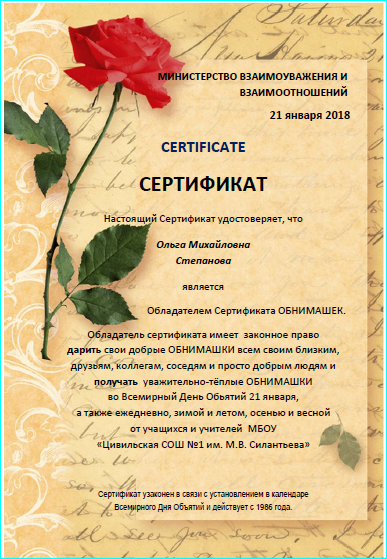 МИНИСТЕРСТВО ВЗАИМОУВАЖЕНИЯ И
ВЗАИМООТНОШЕНИЙ
21 января 2018
CERTIFICATE
СЕРТИФИКАТ
Настоящий Сертификат удостоверяет, что
Ольга Михайловна
Степанова
является
Обладателем Сертификата ОБНИМАШЕК.
Обладатель сертификата имеет законное право
дарить свои добрые ОБНИМАШКИ всем своим близким,
друзьям, коллегам, соседям и просто добрым людям и
получать уважительно-тёплые ОБНИМАШКИ
во Всемирный День Обьятий 21 января,
а также ежедневно, зимой и летом, осенью и весной
от учащихся и учителей МБОУ
«Цивильская СОШ №1 им. М.В. Силантьева»
Сертификат узаконен в связи с установлением в календаре
Всемирного Дня Объятий и действует с 1986 года.